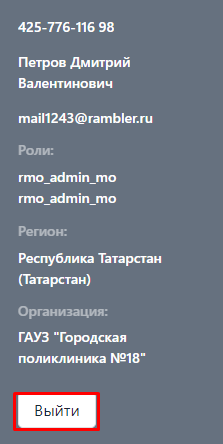 425-776-116 98
Петров Дмитрий
Валентинович
mail1243@rambler.ru
Роли:
rmo_admin_mo
rmo_admin_mo
Регион:
Республика Татарстан
(Татарстан)
Организация:
ГАУЗ "Городская
поликлиника №18"
Выйти